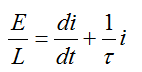 E/L = di/dt + 1/τ i